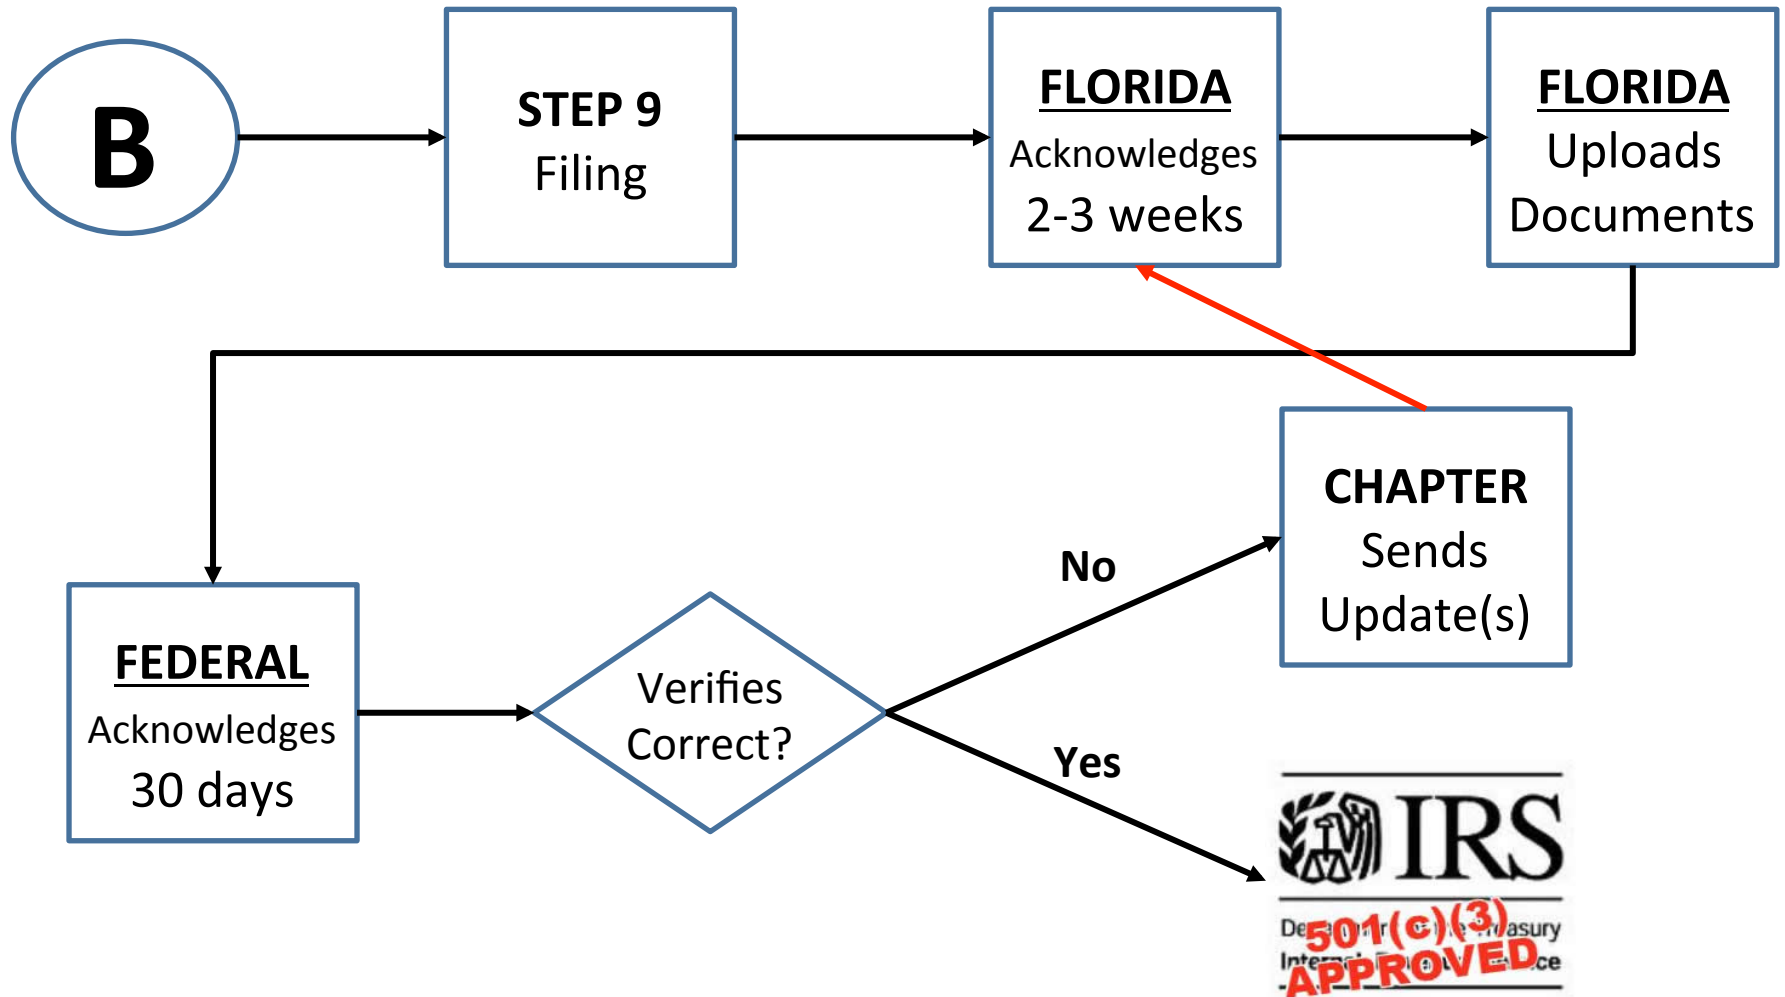 B
STEP 9
Filing
FLORIDA
Acknowledges
2-3 weeks
FLORIDA
Uploads
Documents
FEDERAL
Acknowledges
30 days
Verifies
Correct?
No
Yes
CHAPTER
Sends
Update(s)
IRS
501(c)(3)
APPROVED